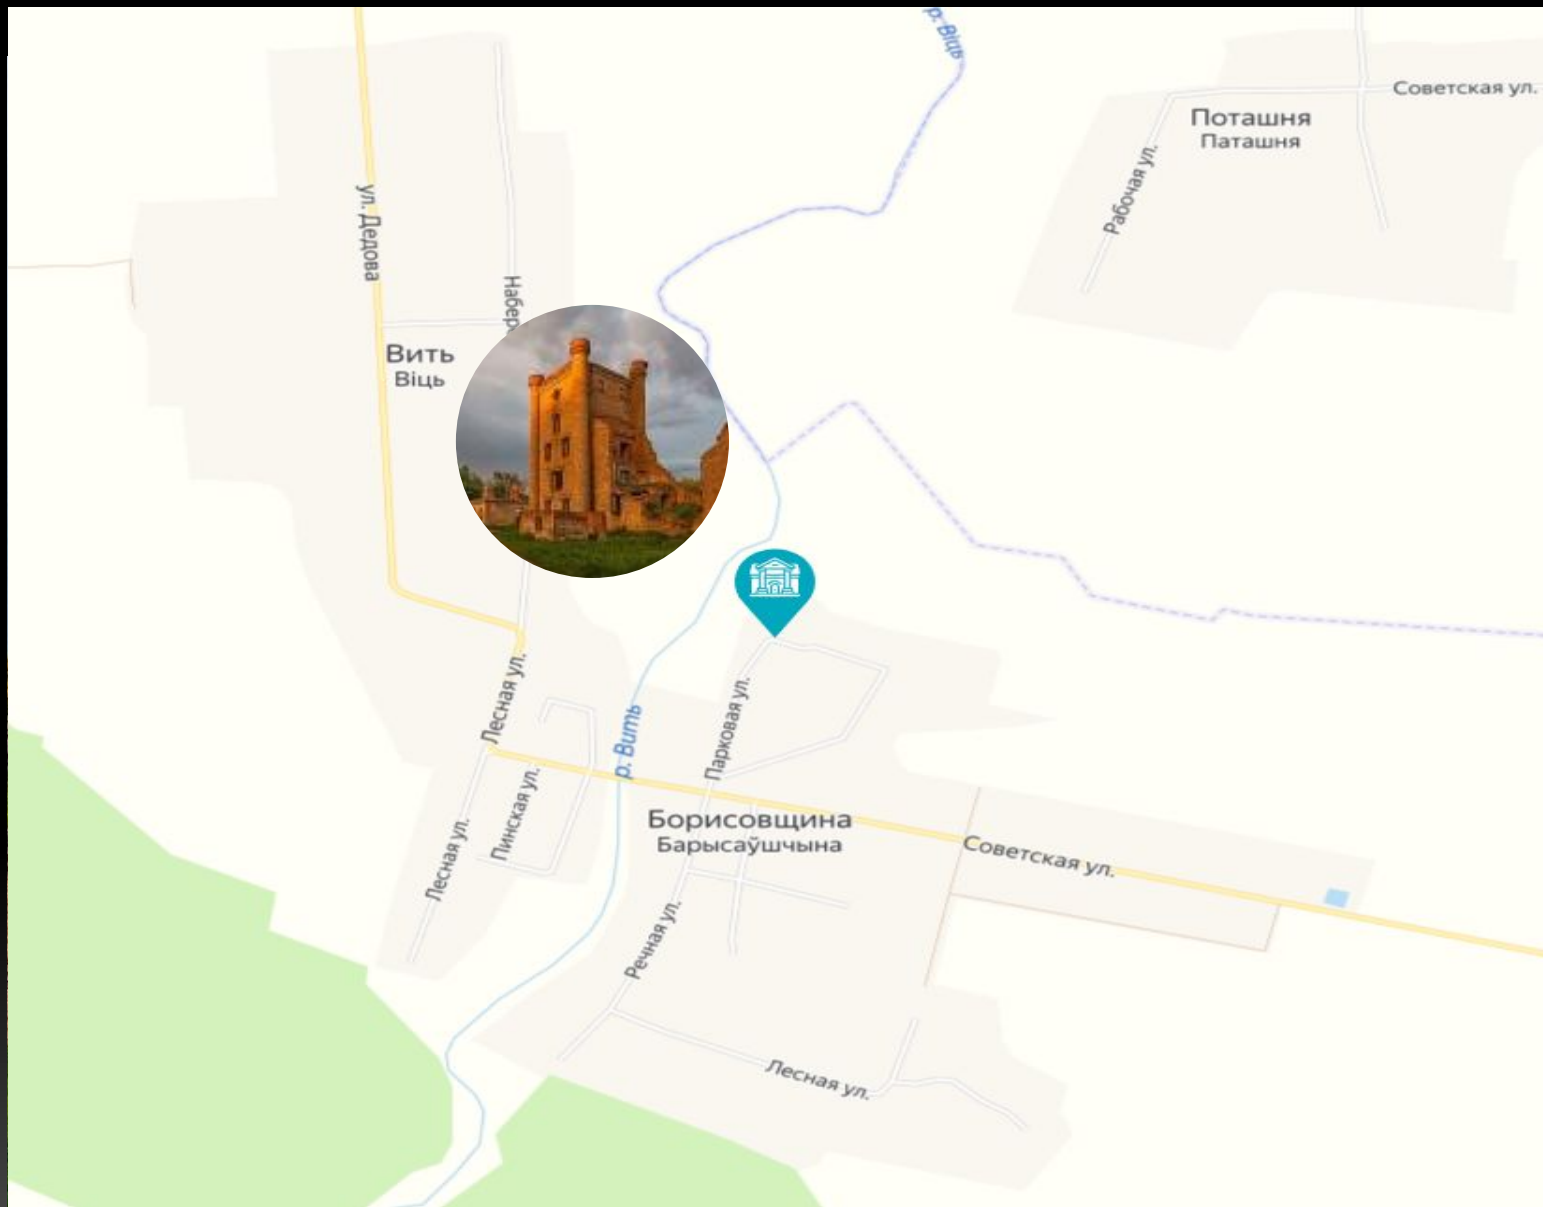 р. Віць
Советская ул.
Поташня
Паташня
Рабочая ул.
ул. Дедова
Вить
Віць
Лесная ул.
р. Вить
Парковая ул.
Пинская ул.
Лесная ул.
Борисовщина
Барысаўшчына
Советская ул.
Речная ул.
Лесная ул.